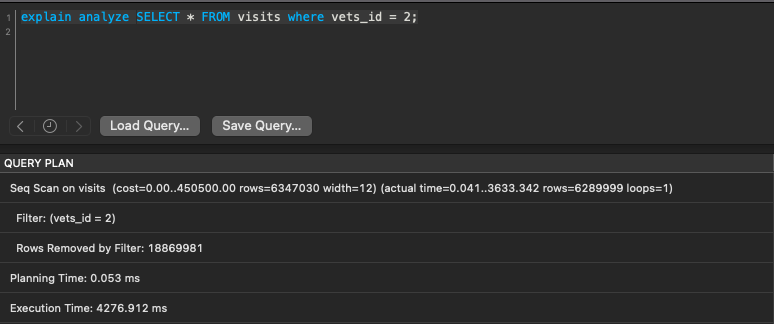 1 explain analyze SELECT * FROM visits where vets_id = 2;
2
Load Query... Save Query...
QUERY PLAN
Seq Scan on visits (cost=0.00..450500.00 rows=6347030 width=12) (actual time=0.041..3633.342 rows=6289999 loops=1)
Filter: (vets_id = 2)
Rows Removed by Filter: 18869981
Planning Time: 0.053 ms
Execution Time: 4276.912 ms